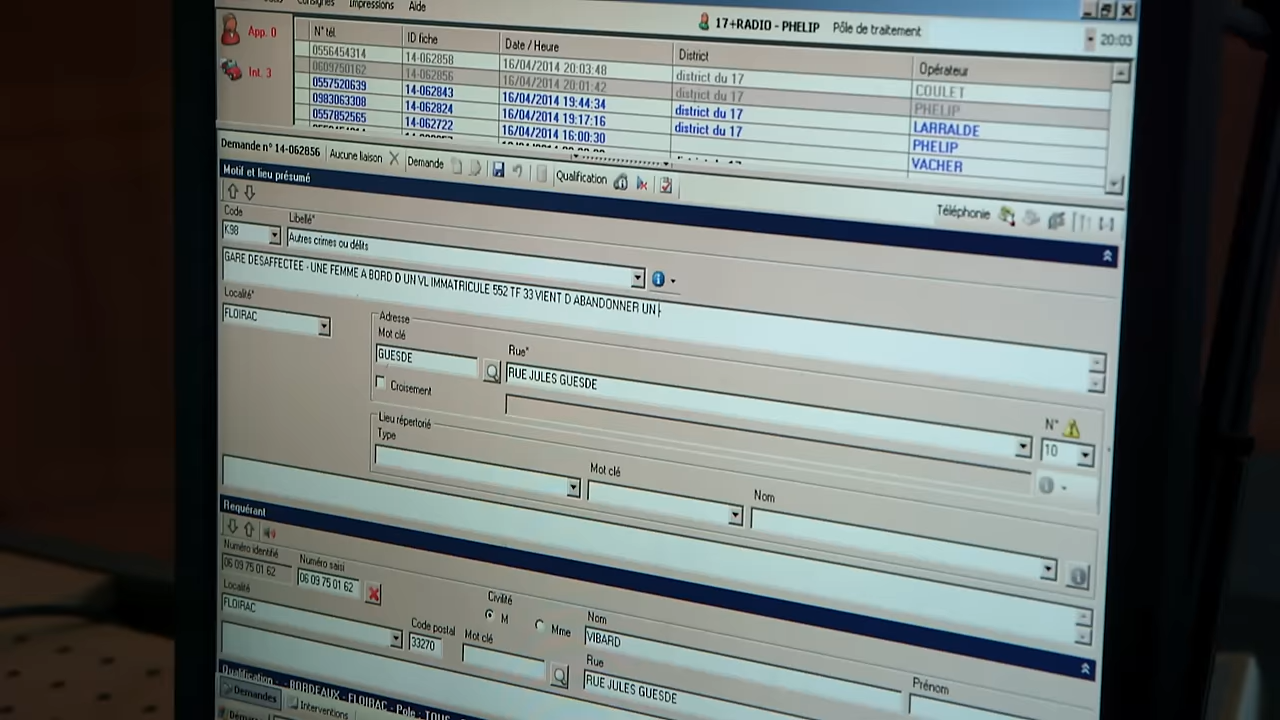 Consignes Impressions Aide
17+RADIO - PHELIP Pôle de traitement
20:03
App. 0
Int. 3
N° tél. ID fiche Date / Heure District Opérateur
0556454314 14-062858 16/04/2014 20:03:48 district du 17 COULET
0609750162 14-062856 16/04/2014 20:01:42 district du 17 PHELIP
0557520639 14-062843 16/04/2014 19:44:34 district du 17 LARRALDE
0983063308 14-062824 16/04/2014 19:17:16 district du 17 PHELIP
0557852565 14-062722 16/04/2014 16:00:30 VACHER
Demande n° 14-062856 Aucune liaison Demande Qualification Téléphonie
Motif et lieu présumé
Code Libellé*
K98 Autres crimes ou délits
GARE DESAFFECTEE - UNE FEMME A BORD D UN VL IMMATRICULE 552 TF 33 VIENT D ABANDONNER UN
Localité*
FLOIRAC
Adresse
Mot clé Rue* N°
GUESDE RUE JULES GUESDE 10
Croisement
Lieu répertorié
Type Mot clé Nom
Requérant
Numéro identifié Numéro saisi
06 09 75 01 62 06 09 75 01 62
Localité Civilité
FLOIRAC M Mme
Nom
VIBARD
Code postal Mot clé Rue Prénom
33270 RUE JULES GUESDE
Qualification - - BORDEAUX - FLOIRAC - Pole - TOUS
Demandes Interventions